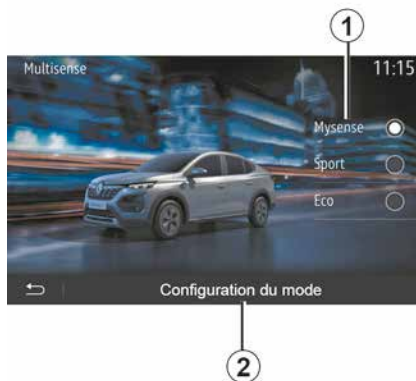 1
Multisense 11:15
Mysense
Sport
Eco
Configuration du mode
2